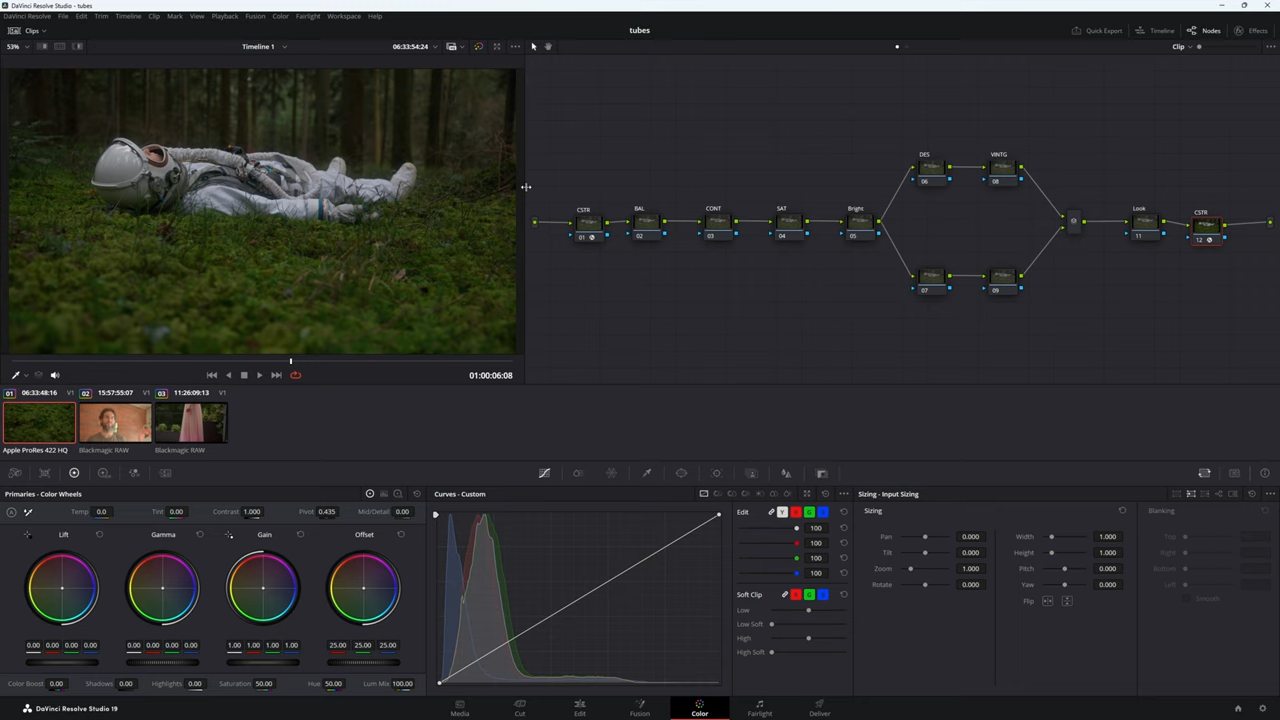 DaVinci Resolve Studio - tubes
DaVinci Resolve File Edit Trim Timeline Clip Mark View Playback Fusion Color Fairlight Workspace Help
Clips tubes Quick Export Timeline Nodes Effects
53% Timeline 1 06:33:54:24 Clip
DES VINTG
06 08
CSTR BAL CONT SAT Bright Look CSTR
01 02 03 04 05 11 12
07 09
01:00:06:08
01 06:33:48:16 V1 02 15:57:55:07 V1 03 11:26:09:13 V1
Apple ProRes 422 HQ Blackmagic RAW Blackmagic RAW
Primaries - Color Wheels Curves - Custom Sizing - Input Sizing
Temp 0.0 Tint 0.00 Contrast 1.000 Pivot 0.435 Mid/Detail 0.00 Edit Y R G B Sizing Blanking
Lift Gamma Gain Offset
100
100
100
100
Pan 0.000 Width 1.000 Top
Tilt 0.000 Height 1.000 Right
Zoom 1.000 Pitch 0.000 Bottom
Rotate 0.000 Yaw 0.000 Left
Flip Smooth
Soft Clip R G B
Low
Low Soft
High
High Soft
0.00 0.00 0.00 0.00 0.00 0.00 0.00 0.00 1.00 1.00 1.00 1.00 25.00 25.00 25.00
Color Boost 0.00 Shadows 0.00 Highlights 0.00 Saturation 50.00 Hue 50.00 Lum Mix 100.00
DaVinci Resolve Studio 19 Media Cut Edit Fusion Color Fairlight Deliver